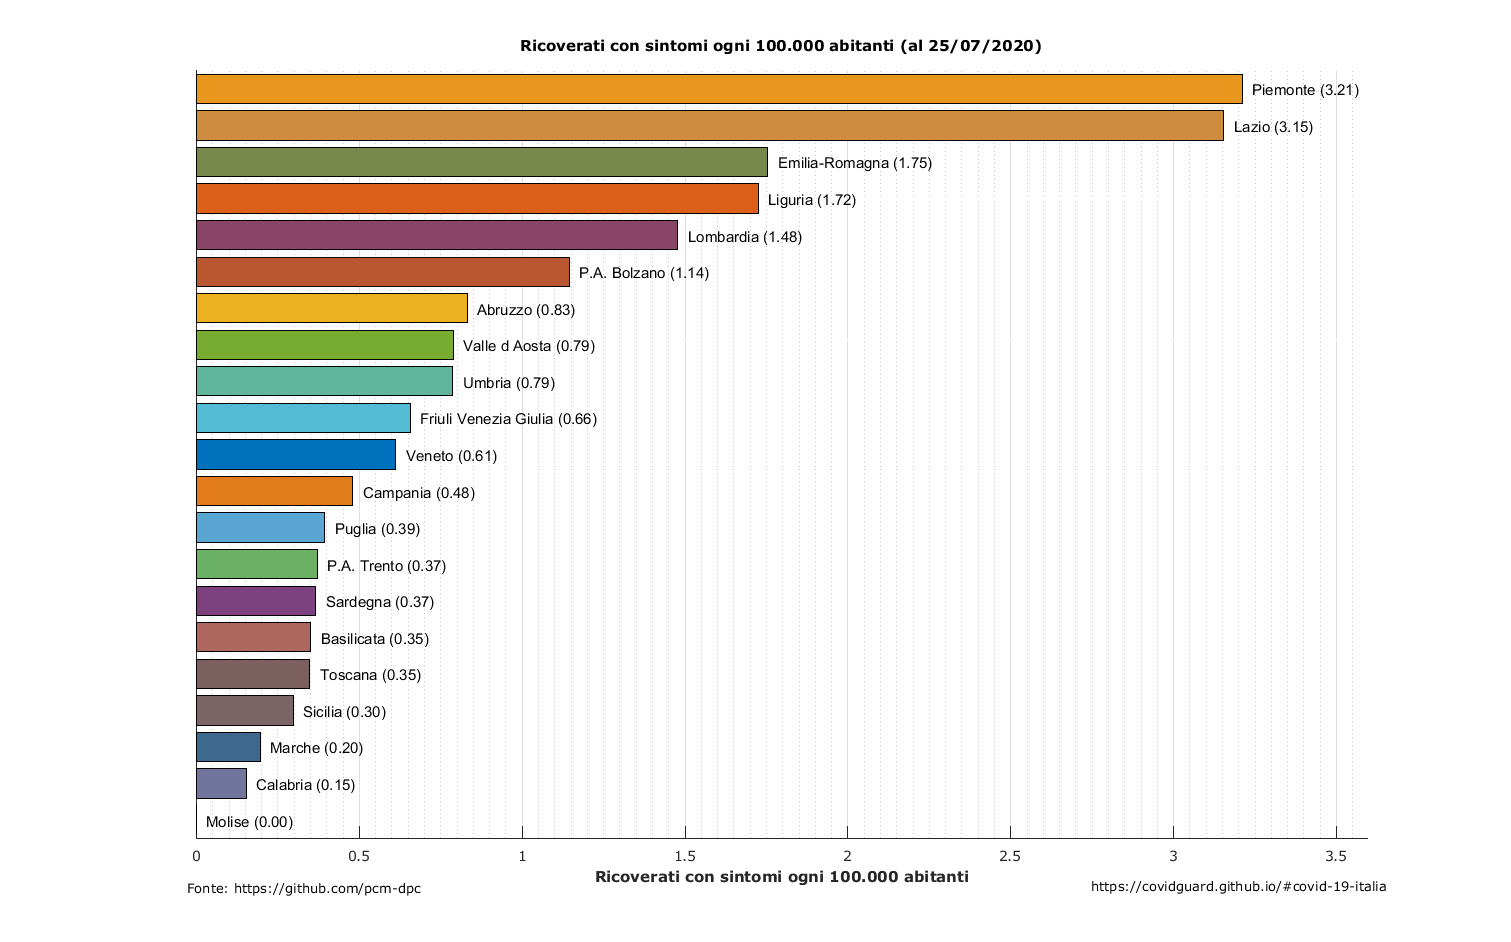 Ricoverati con sintomi ogni 100.000 abitanti (al 25/07/2020)
Piemonte (3.21)
Lazio (3.15)
Emilia-Romagna (1.75)
Liguria (1.72)
Lombardia (1.48)
P.A. Bolzano (1.14)
Abruzzo (0.83)
Valle d Aosta (0.79)
Umbria (0.79)
Friuli Venezia Giulia (0.66)
Veneto (0.61)
Campania (0.48)
Puglia (0.39)
P.A. Trento (0.37)
Sardegna (0.37)
Basilicata (0.35)
Toscana (0.35)
Sicilia (0.30)
Marche (0.20)
Calabria (0.15)
Molise (0.00)
0 0.5 1 1.5 2 2.5 3 3.5
Ricoverati con sintomi ogni 100.000 abitanti
Fonte: https://github.com/pcm-dpc
https://covidguard.github.io/#covid-19-italia